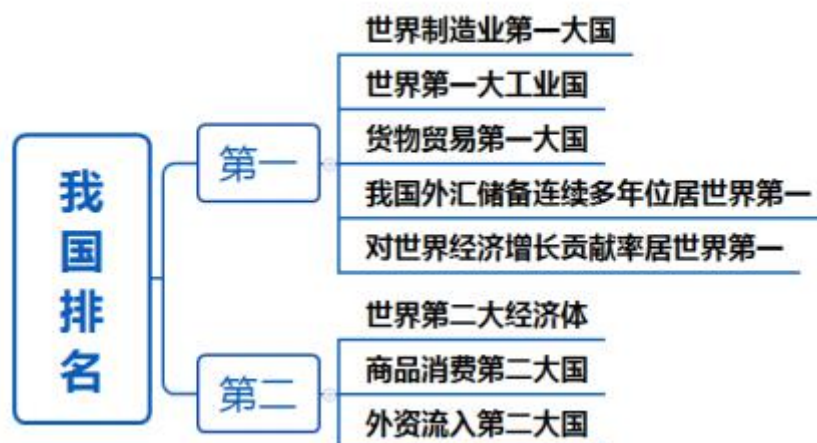 我国排名
第一
世界制造业第一大国
世界第一大工业国
货物贸易第一大国
我国外汇储备连续多年位居世界第一
对世界经济增长贡献率居世界第一
第二
世界第二大经济体
商品消费第二大国
外资流入第二大国